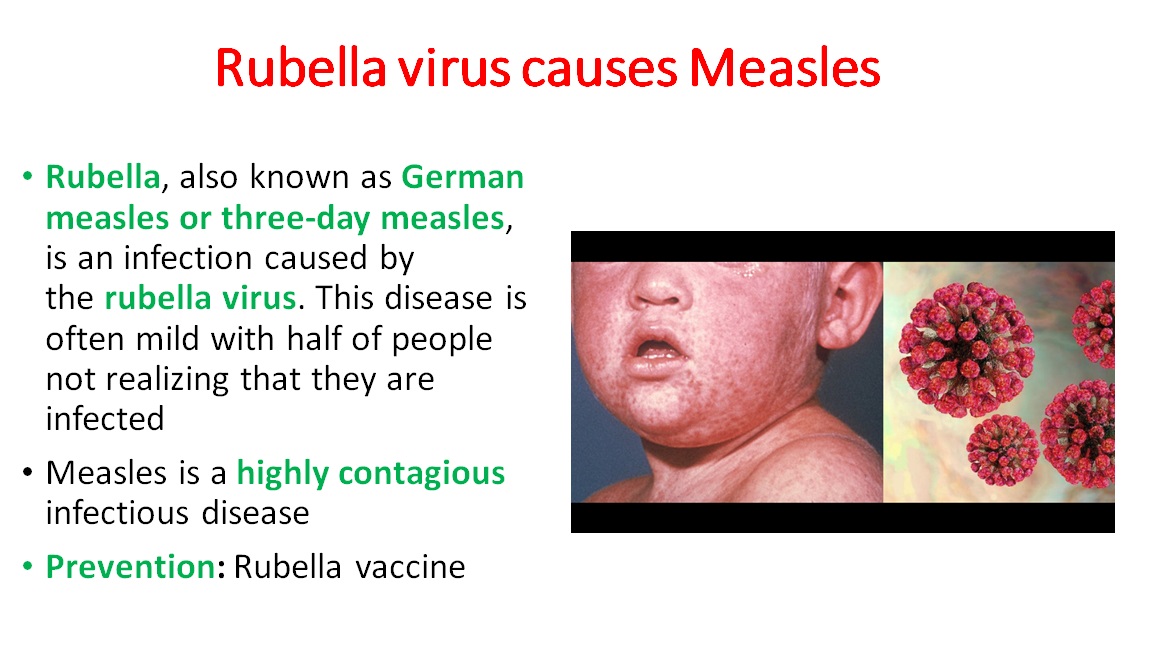 Rubella virus causes Measles
• Rubella, also known as German
measles or three-day measles,
is an infection caused by
the rubella virus. This disease is
often mild with half of people
not realizing that they are
infected
• Measles is a highly contagious
infectious disease
• Prevention: Rubella vaccine